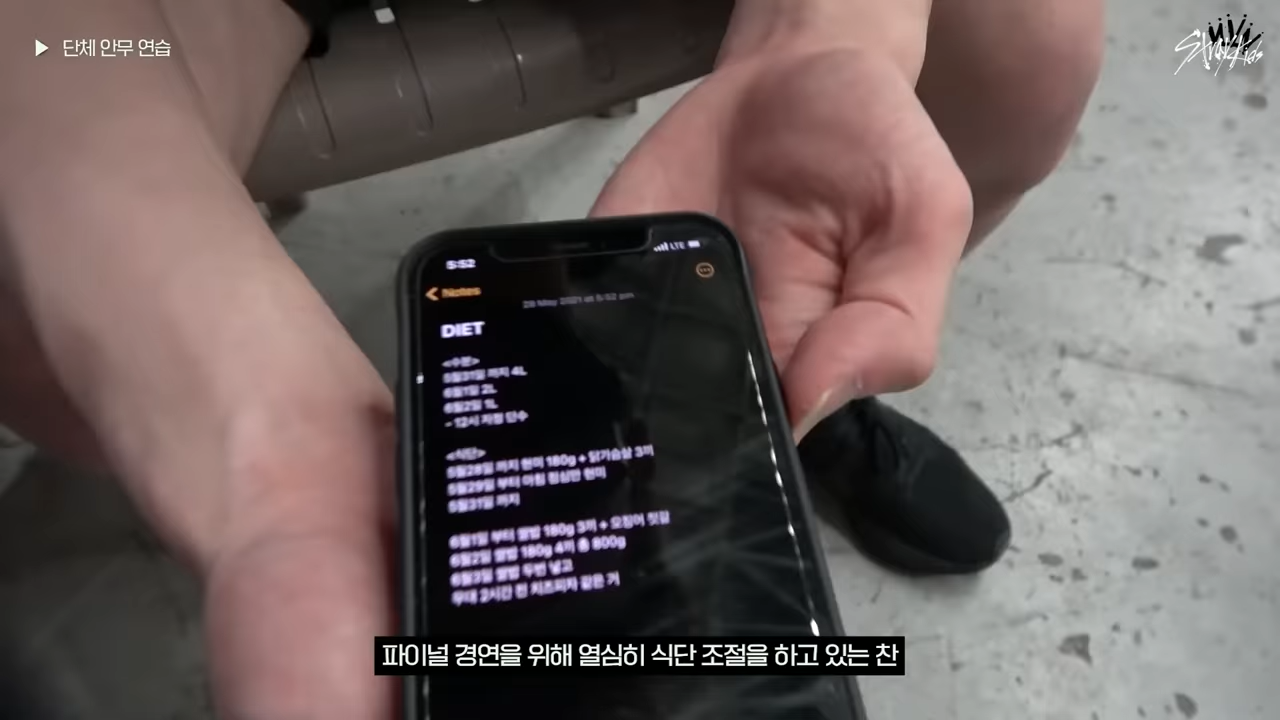 ▶ 단체 안무 연습
Stray Kids
5:52
LTE
Notes
28 May 2021 at 5:52 pm
DIET
<수분>
5월31일 까지 4L
6월1일 2L
6월2일 1L
- 12시 저점 단수
<식단>
5월28일 까지 현미 180g + 닭가슴살 3끼
5월29일 부터 아침 점심만 현미
5월31일 까지
6월1일 부터 쌀밥 180g 3끼 + 오징어 젓갈
6월2일 쌀밥 180g 4끼 총 800g
6월3일 쌀밥 두번 넣고
무대 2시간 전 치즈피자 같은 거
파이널 경연을 위해 열심히 식단 조절을 하고 있는 찬